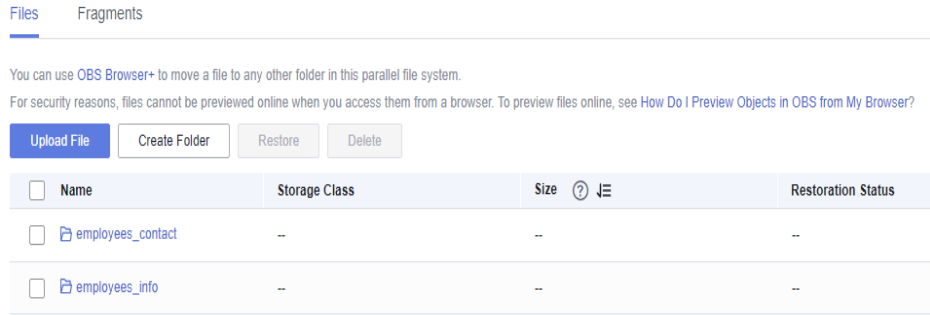 Files Fragments
You can use OBS Browser+ to move a file to any other folder in this parallel file system.
For security reasons, files cannot be previewed online when you access them from a browser. To preview files online, see How Do I Preview Objects in OBS from My Browser?
Upload File Create Folder Restore Delete
Name Storage Class Size ? Restoration Status
employees_contact -- -- --
employees_info -- -- --